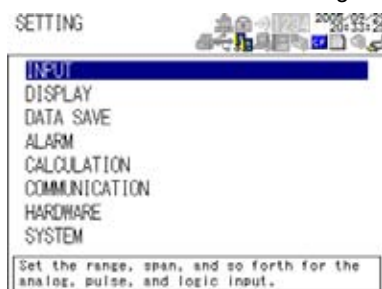 SETTING
INPUT
DISPLAY
DATA SAVE
ALARM
CALCULATION
COMMUNICATION
HARDWARE
SYSTEM
Set the range, span, and so forth for the
analog, pulse, and logic input.